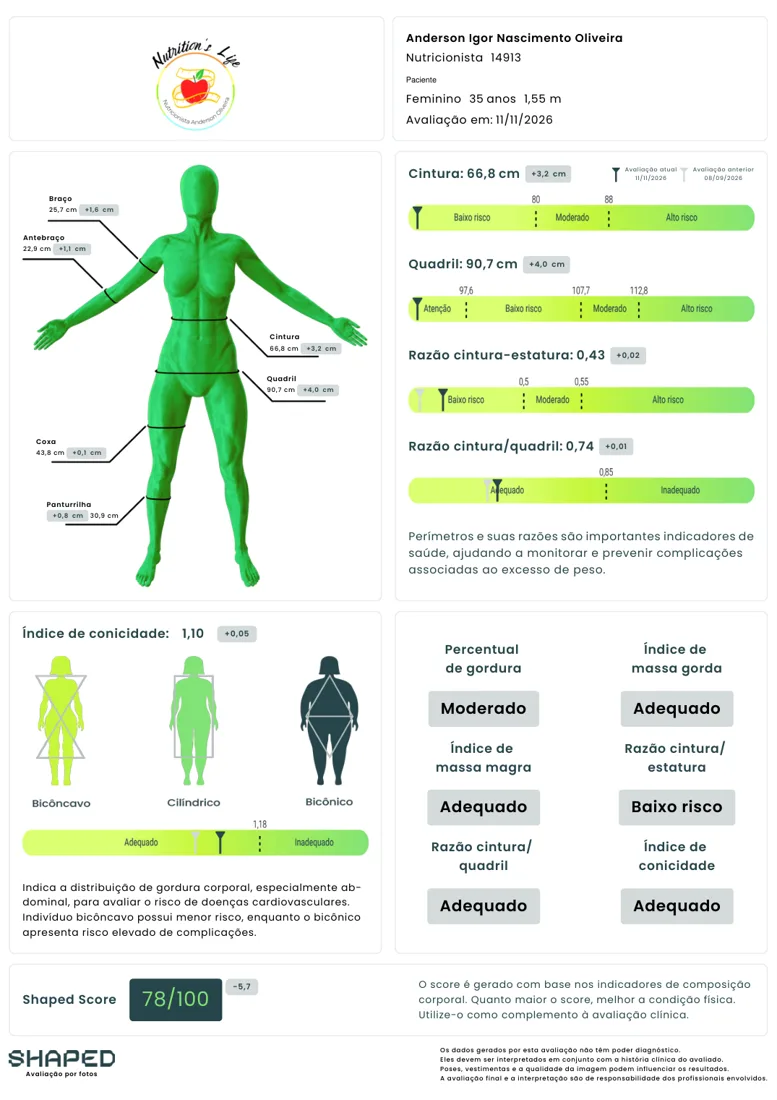 Nutrition's Life
Nutricionista Anderson Oliveira
Anderson Igor Nascimento Oliveira
Nutricionista 14913
Paciente
Feminino 35 anos 1,55 m
Avaliação em: 11/11/2026
Braço
25,7 cm +1,6 cm
Antebraço
22,9 cm +1,1 cm
Cintura
66,8 cm +3,2 cm
Quadril
90,7 cm +4,0 cm
Coxa
43,8 cm +0,1 cm
Panturrilha
+0,8 cm 30,9 cm
Cintura: 66,8 cm +3,2 cm
Avaliação atual
11/11/2026
Avaliação anterior
08/09/2026
80 88
Baixo risco Moderado Alto risco
Quadril: 90,7 cm +4,0 cm
97,6 107,7 112,8
Atenção Baixo risco Moderado Alto risco
Razão cintura-estatura: 0,43 +0,02
0,5 0,55
Baixo risco Moderado Alto risco
Razão cintura/quadril: 0,74 +0,01
0,85
Adequado Inadequado
Perímetros e suas razões são importantes indicadores de
saúde, ajudando a monitorar e prevenir complicações
associadas ao excesso de peso.
Índice de conicidade: 1,10 +0,05
Bicôncavo Cilíndrico Bicônico
1,18
Adequado Inadequado
Indica a distribuição de gordura corporal, especialmente ab-
dominal, para avaliar o risco de doenças cardiovasculares.
Indivíduo bicôncavo possui menor risco, enquanto o bicônico
apresenta risco elevado de complicações.
Percentual
de gordura
Moderado
Índice de
massa gorda
Adequado
Índice de
massa magra
Adequado
Razão cintura/
estatura
Baixo risco
Razão cintura/
quadril
Adequado
Índice de
conicidade
Adequado
Shaped Score 78/100 -5,7
O score é gerado com base nos indicadores de composição
corporal. Quanto maior o score, melhor a condição física.
Utilize-o como complemento à avaliação clínica.
SHAPED
Avaliação por fotos
Os dados gerados por esta avaliação não têm poder diagnóstico.
Eles devem ser interpretados em conjunto com a história clínica do avaliado.
Poses, vestimentas e a qualidade da imagem podem influenciar os resultados.
A avaliação final e a interpretação são de responsabilidade dos profissionais envolvidos.